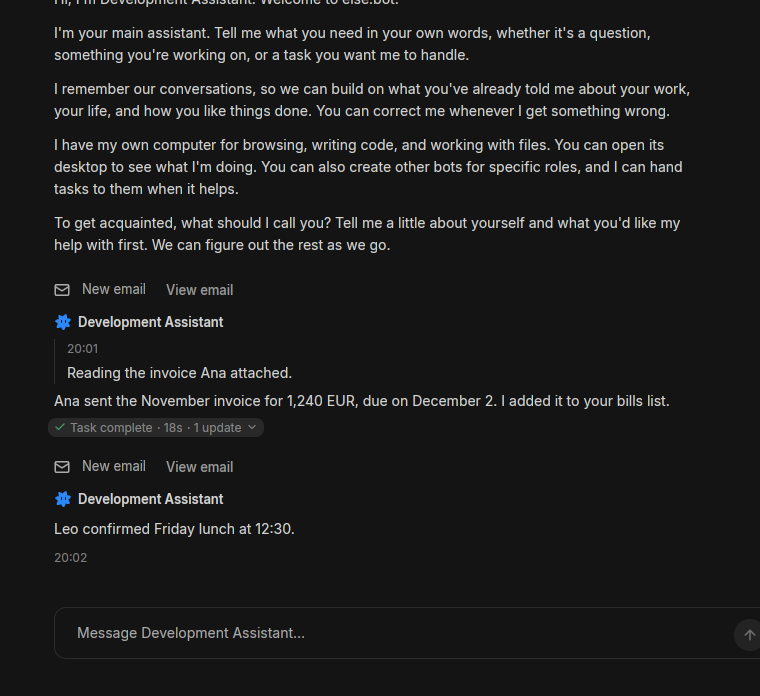 Hi, I'm Development Assistant. Welcome to else.bot.
I'm your main assistant. Tell me what you need in your own words, whether it's a question,
something you're working on, or a task you want me to handle.
I remember our conversations, so we can build on what you've already told me about your work,
your life, and how you like things done. You can correct me whenever I get something wrong.
I have my own computer for browsing, writing code, and working with files. You can open its
desktop to see what I'm doing. You can also create other bots for specific roles, and I can hand
tasks to them when it helps.
To get acquainted, what should I call you? Tell me a little about yourself and what you'd like my
help with first. We can figure out the rest as we go.
New email View email
Development Assistant
20:01
Reading the invoice Ana attached.
Ana sent the November invoice for 1,240 EUR, due on December 2. I added it to your bills list.
Task complete · 18s · 1 update
New email View email
Development Assistant
Leo confirmed Friday lunch at 12:30.
20:02
Message Development Assistant...